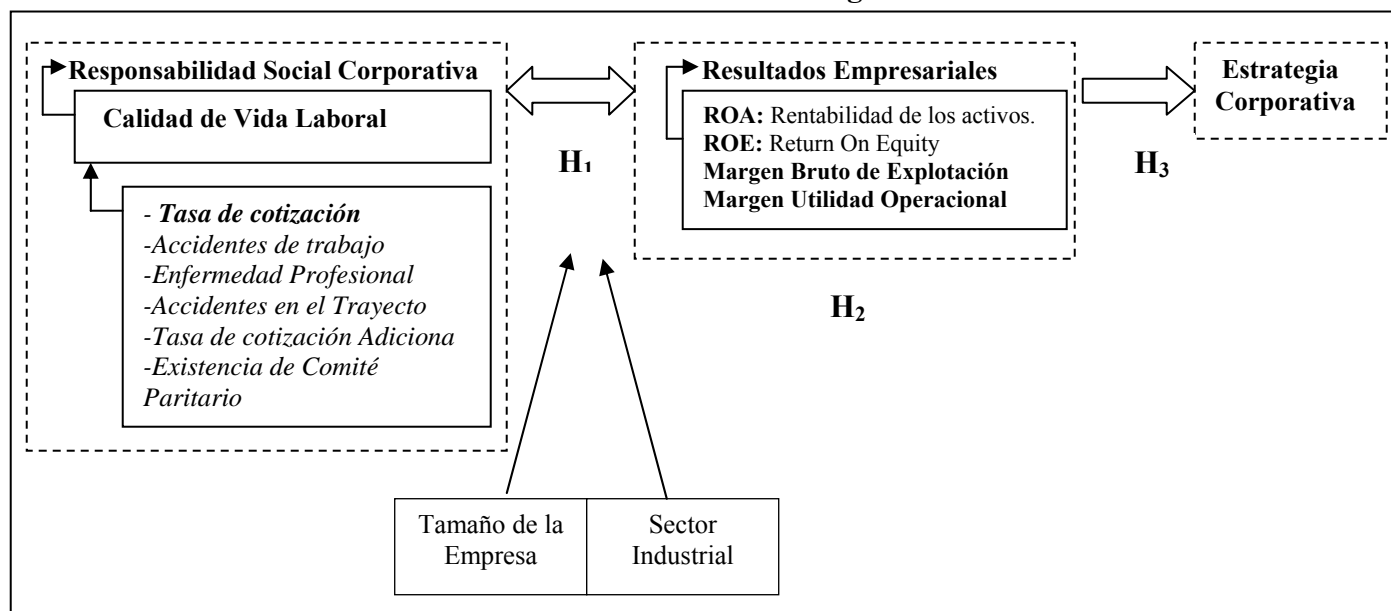 Responsabilidad Social Corporativa
Calidad de Vida Laboral
- Tasa de cotización
-Accidentes de trabajo
-Enfermedad Profesional
-Accidentes en el Trayecto
-Tasa de cotización Adiciona
-Existencia de Comité
Paritario
H1
Resultados Empresariales
ROA: Rentabilidad de los activos.
ROE: Return On Equity
Margen Bruto de Explotación
Margen Utilidad Operacional
H2
H3
Estrategia
Corporativa
Tamaño de la
Empresa
Sector
Industrial